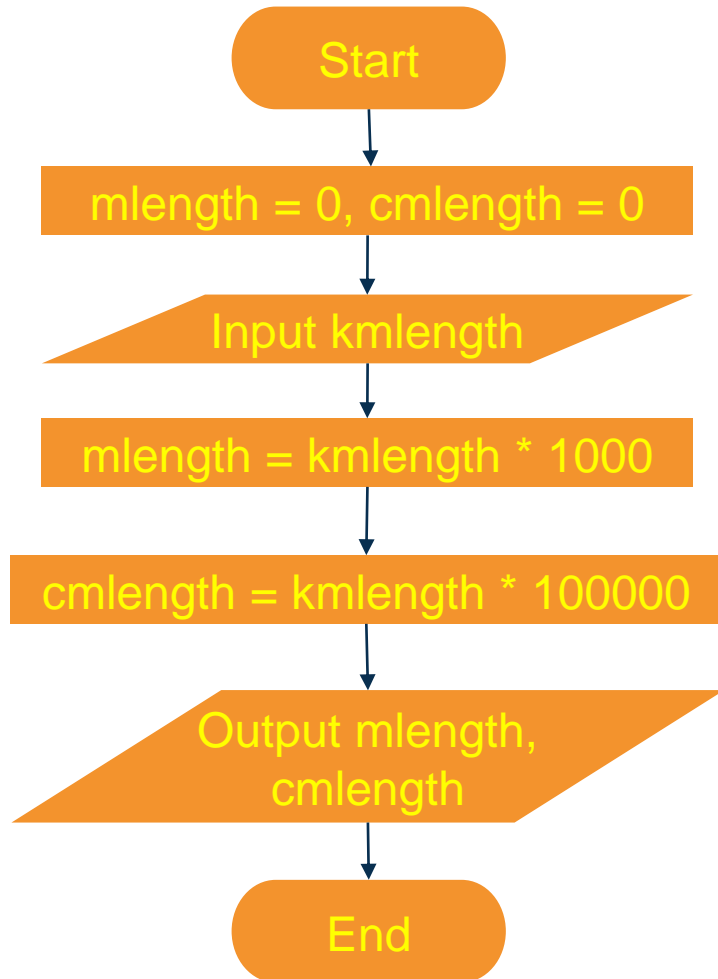 Start
mlength = 0, cmlength = 0
Input kmlength
mlength = kmlength * 1000
cmlength = kmlength * 100000
Output mlength,
cmlength
End